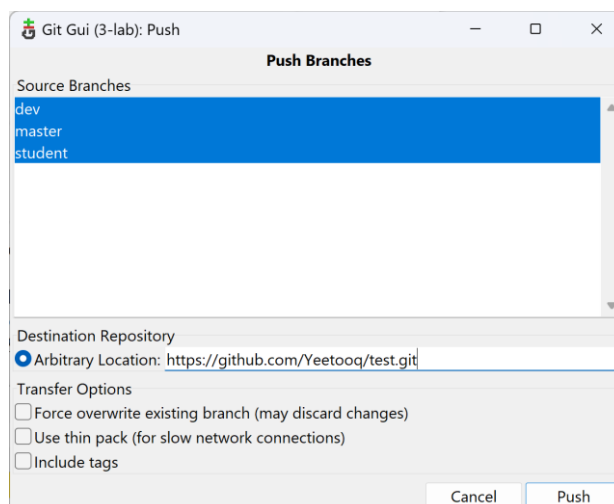 Git Gui (3-lab): Push
Push Branches
Source Branches
dev
master
student
Destination Repository
Arbitrary Location: https://github.com/Yeetooq/test.git
Transfer Options
Force overwrite existing branch (may discard changes)
Use thin pack (for slow network connections)
Include tags
Cancel Push